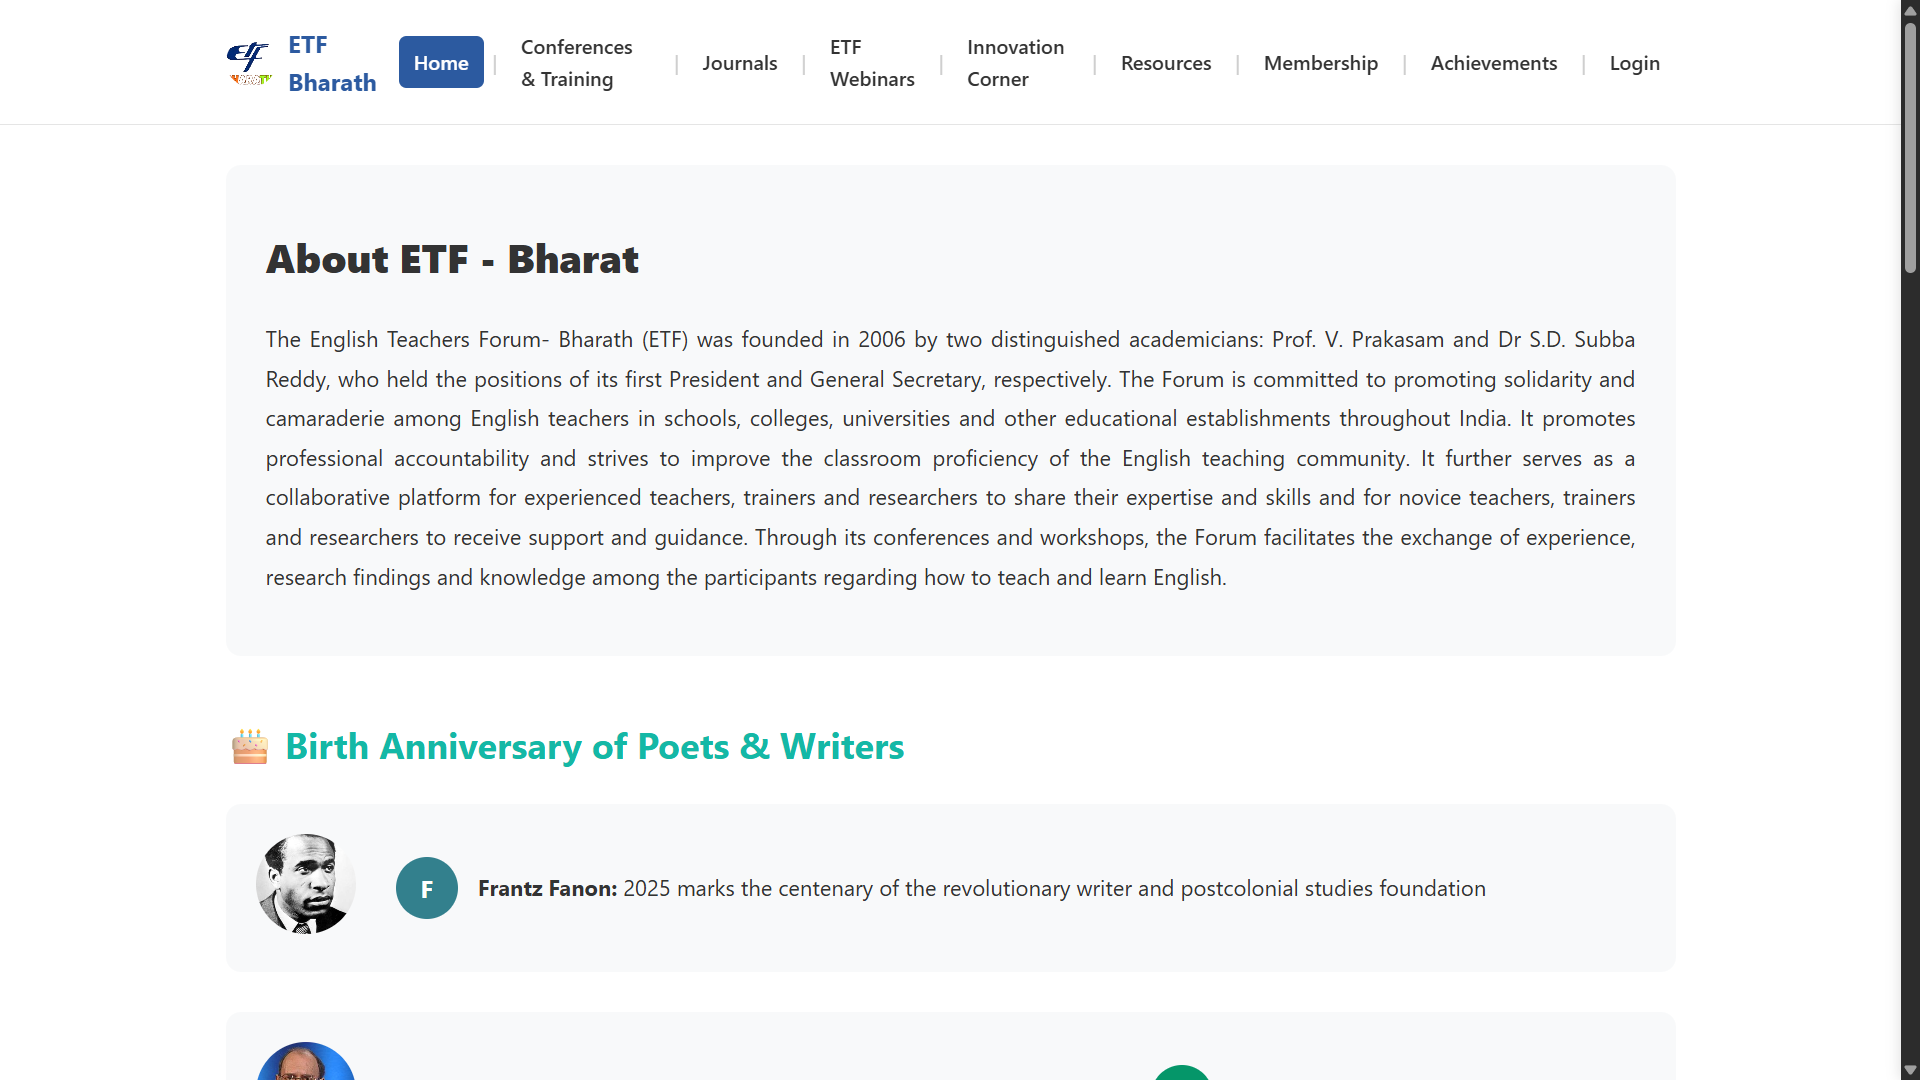 ETF
Bharath
Home
Conferences
& Training
Journals
ETF
Webinars
Innovation
Corner
Resources
Membership
Achievements
Login
About ETF - Bharat
The English Teachers Forum- Bharath (ETF) was founded in 2006 by two distinguished academicians: Prof. V. Prakasam and Dr S.D. Subba
Reddy, who held the positions of its first President and General Secretary, respectively. The Forum is committed to promoting solidarity and
camaraderie among English teachers in schools, colleges, universities and other educational establishments throughout India. It promotes
professional accountability and strives to improve the classroom proficiency of the English teaching community. It further serves as a
collaborative platform for experienced teachers, trainers and researchers to share their expertise and skills and for novice teachers, trainers
and researchers to receive support and guidance. Through its conferences and workshops, the Forum facilitates the exchange of experience,
research findings and knowledge among the participants regarding how to teach and learn English.
Birth Anniversary of Poets & Writers
F
Frantz Fanon: 2025 marks the centenary of the revolutionary writer and postcolonial studies foundation